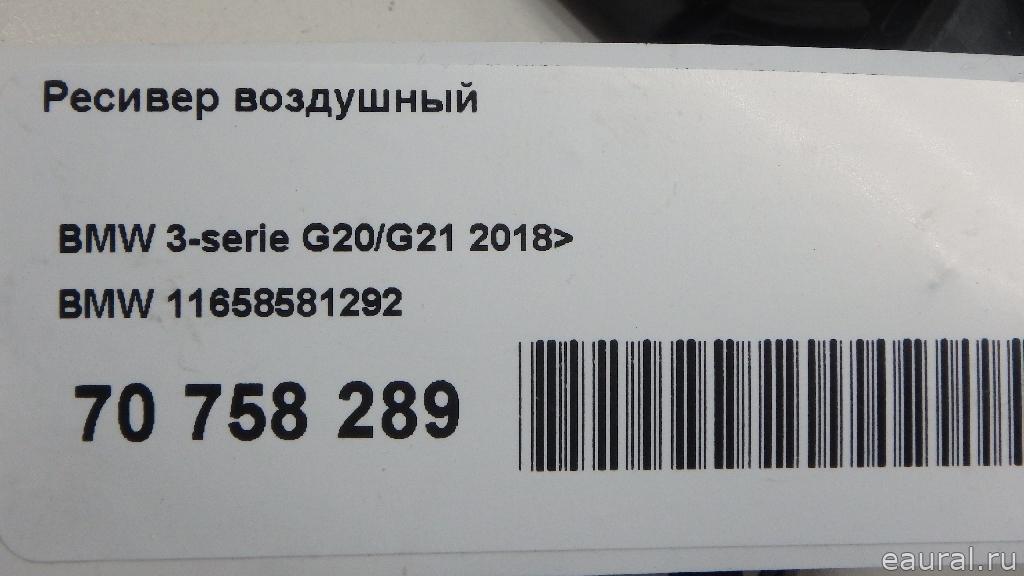 Ресивер воздушный
BMW 3-serie G20/G21 2018>
BMW 11658581292
70 758 289
eaural.ru